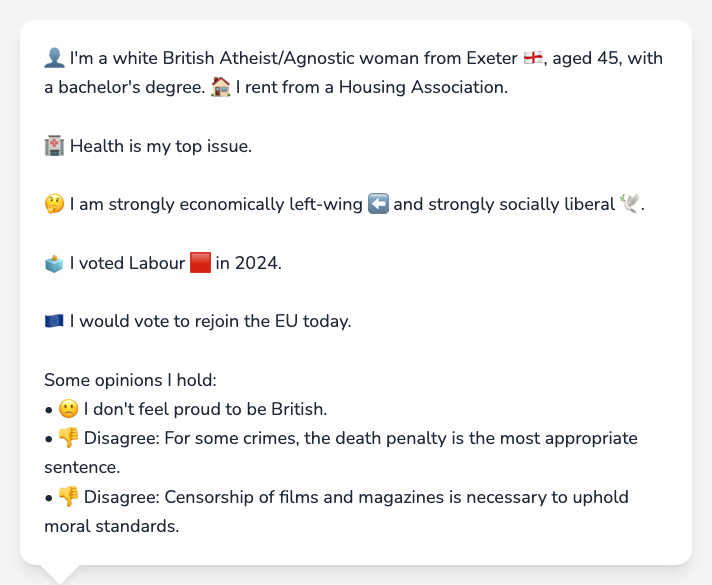 👤 I'm a white British Atheist/Agnostic woman from Exeter 🏴󠁧󠁢󠁥󠁮󠁧󠁿, aged 45, with
a bachelor's degree. 🏠 I rent from a Housing Association.
🏥 Health is my top issue.
🤔 I am strongly economically left-wing ⬅️ and strongly socially liberal 🕊️.
🗳️ I voted Labour 🟥 in 2024.
🇪🇺 I would vote to rejoin the EU today.
Some opinions I hold:
• 🙁 I don't feel proud to be British.
• 👎 Disagree: For some crimes, the death penalty is the most appropriate
sentence.
• 👎 Disagree: Censorship of films and magazines is necessary to uphold
moral standards.